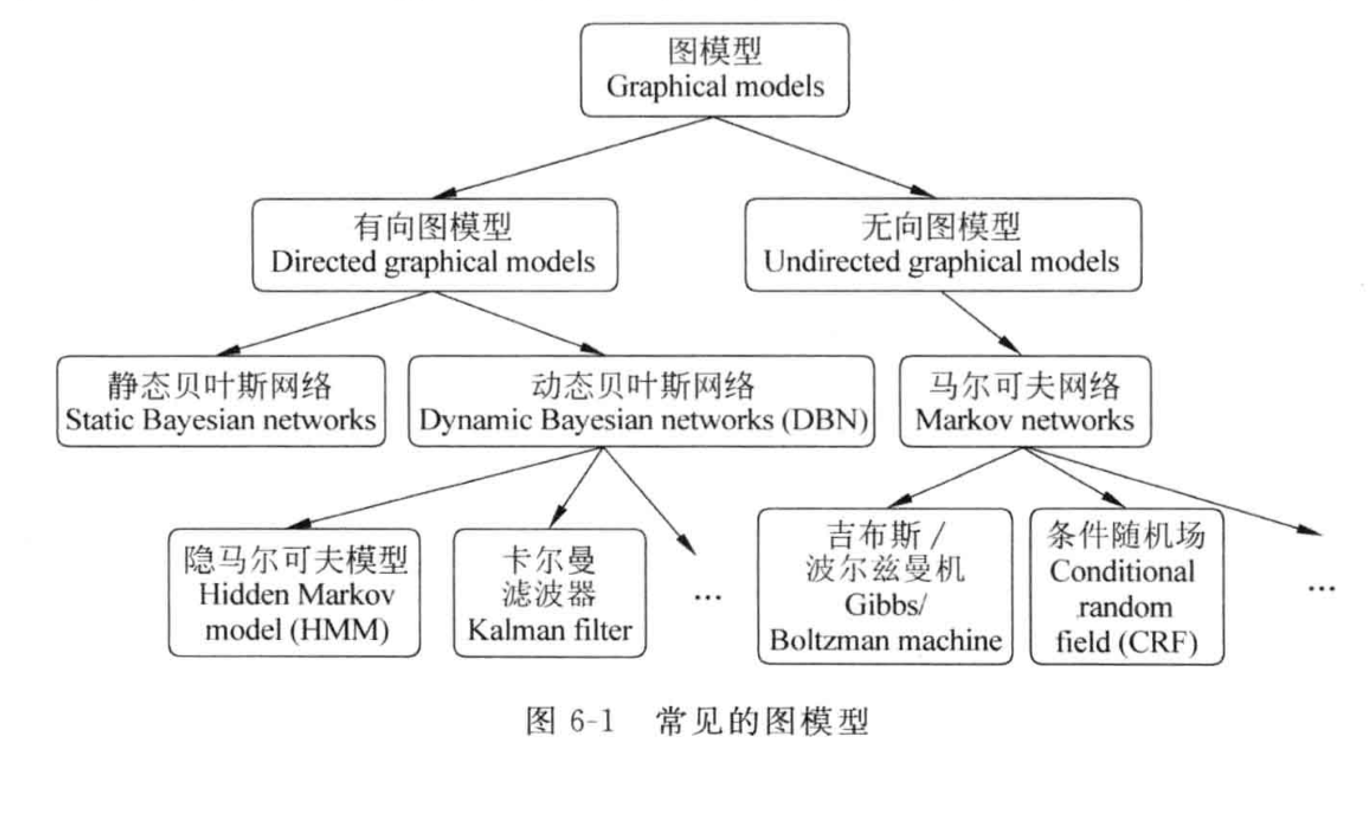 图模型
Graphical models
有向图模型
Directed graphical models
无向图模型
Undirected graphical models
静态贝叶斯网络
Static Bayesian networks
动态贝叶斯网络
Dynamic Bayesian networks (DBN)
马尔可夫网络
Markov networks
隐马尔可夫模型
Hidden Markov
model (HMM)
卡尔曼
滤波器
Kalman filter
...
吉布斯/
波尔兹曼机
Gibbs/
Boltzman machine
条件随机场
Conditional
random
field (CRF)
...
图 6-1 常见的图模型